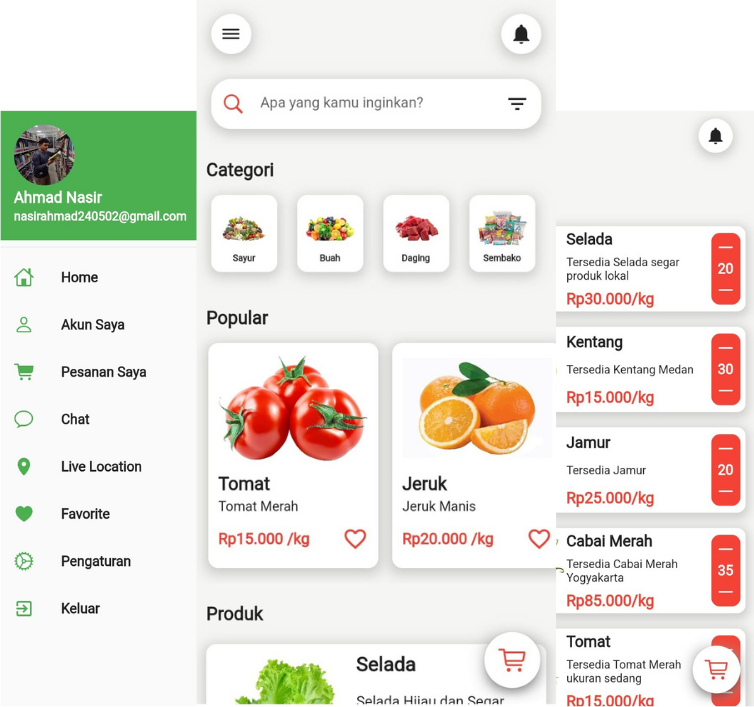 Ahmad Nasir
nasirahmad240502@gmail.com
Home
Akun Saya
Pesanan Saya
Chat
Live Location
Favorite
Pengaturan
Keluar
Apa yang kamu inginkan?
Categori
Sayur
Buah
Daging
Sembako
Popular
Tomat
Tomat Merah
Rp15.000 /kg
Jeruk
Jeruk Manis
Rp20.000 /kg
Produk
Selada
Selada Hijau dan Segar
Selada
Tersedia Selada segar
produk lokal
Rp30.000/kg
20
Kentang
Tersedia Kentang Medan
Rp15.000/kg
30
Jamur
Tersedia Jamur
Rp25.000/kg
20
Cabai Merah
Tersedia Cabai Merah
Yogyakarta
Rp85.000/kg
35
Tomat
Tersedia Tomat Merah
ukuran sedang
Rp15.000/kg